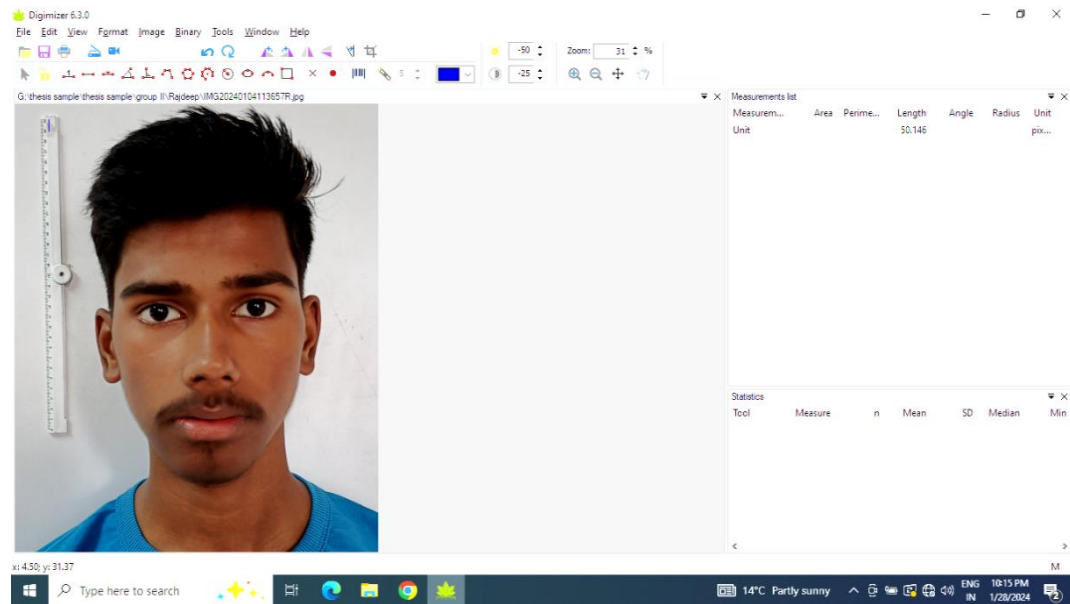 Digimizer 6.3.0
File Edit View Format Image Binary Tools Window Help
-50 Zoom: 31 %
5 -25
G:\thesis sample\thesis sample\group II\Rajdeep\IMG20240104113657R.jpg
Measurements list
Measurem... Area Perime... Length Angle Radius Unit
Unit 50.146 pix...
Statistics
Tool Measure n Mean SD Median Min
x: 4.50; y: 31.37 M
Type here to search 14°C Partly sunny ENG IN 10:15 PM 1/28/2024 2